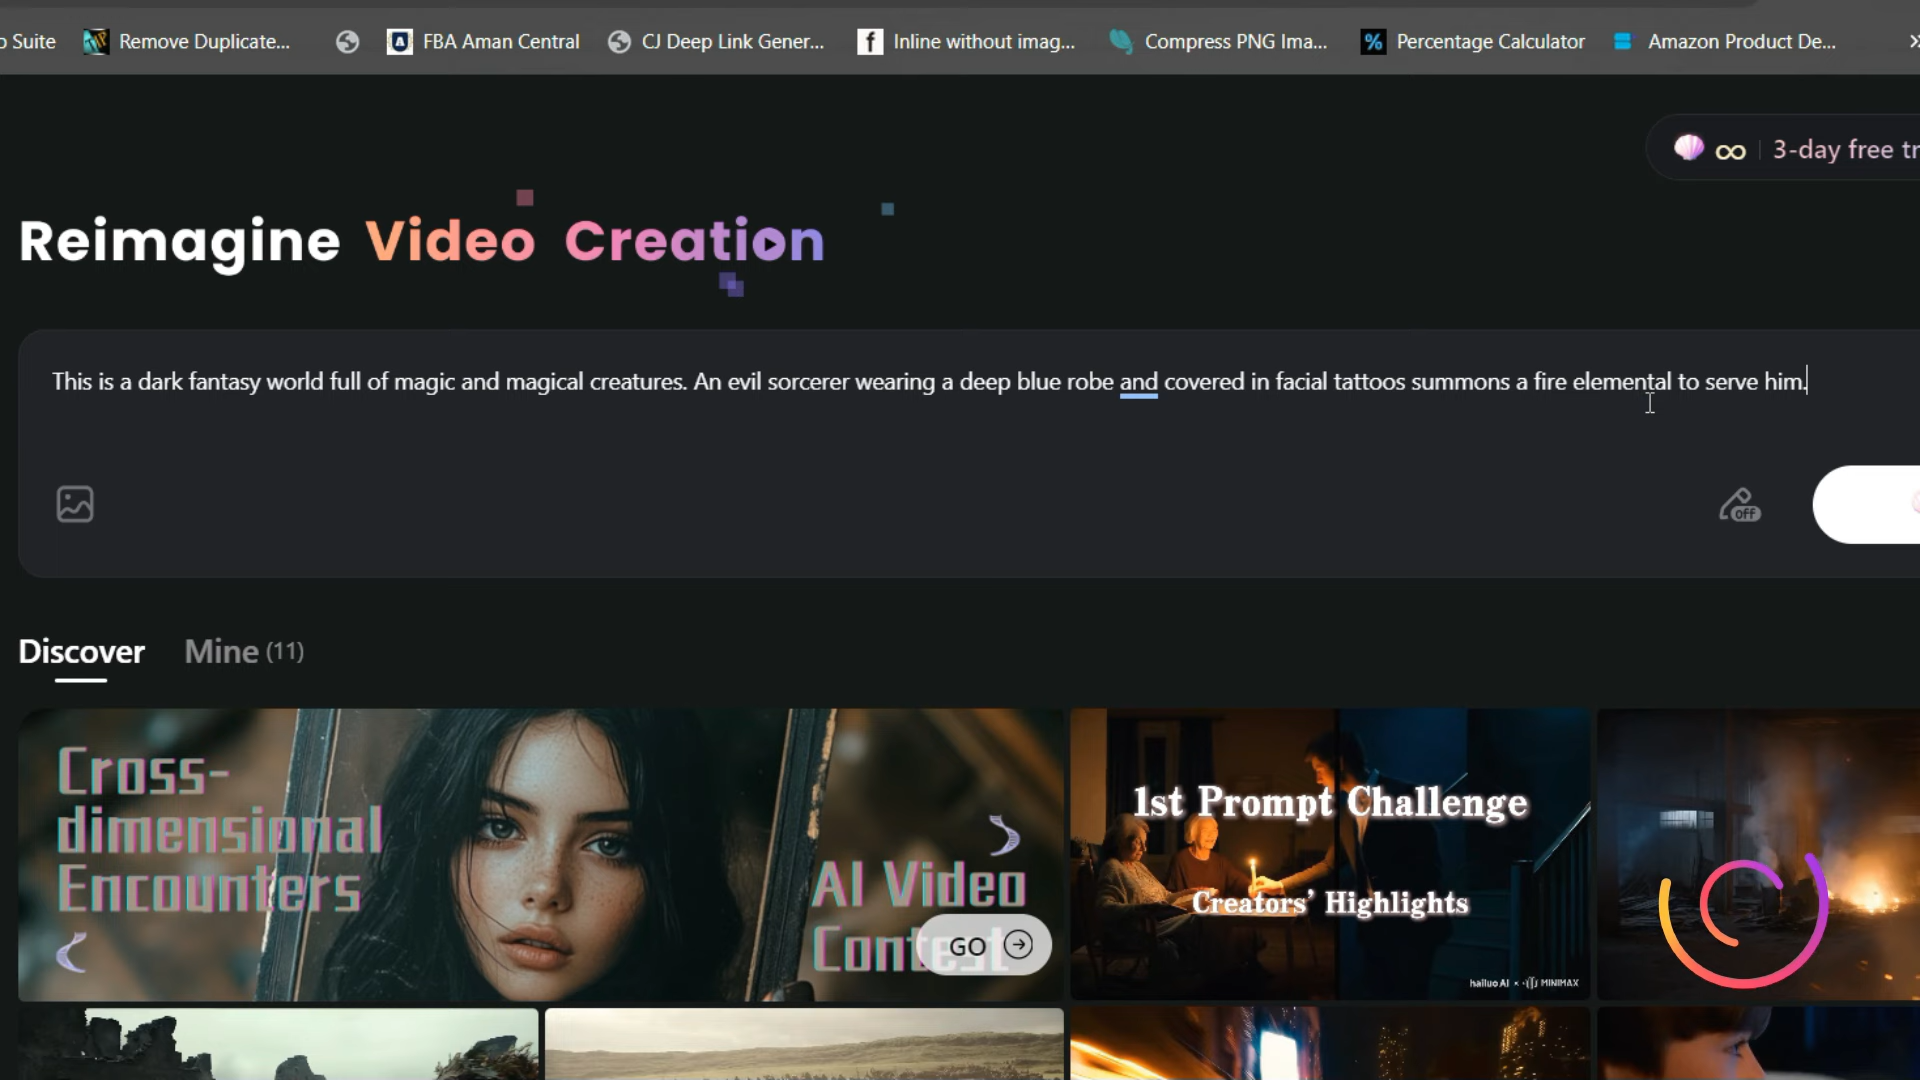 o Suite
Remove Duplicate...
FBA Aman Central
CJ Deep Link Gener...
Inline without imag...
Compress PNG Ima...
Percentage Calculator
Amazon Product De...
3-day free tr
Reimagine Video Creation
This is a dark fantasy world full of magic and magical creatures. An evil sorcerer wearing a deep blue robe and covered in facial tattoos summons a fire elemental to serve him.
OFF
Discover
Mine (11)
Cross-
dimensional
Encounters
AI Video
Contest
GO
1st Prompt Challenge
Creators' Highlights
hailuo AI × MINIMAX